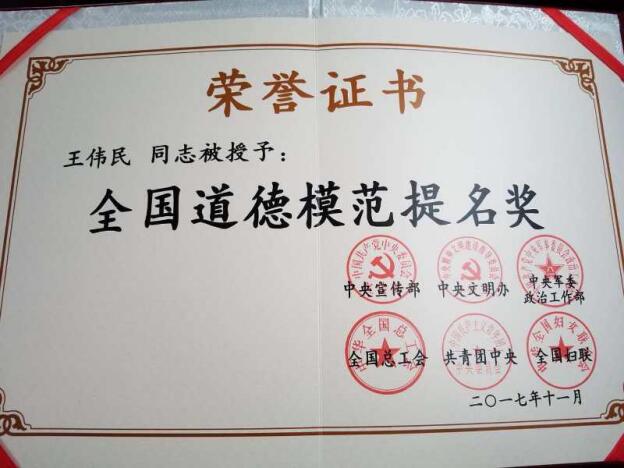 荣誉证书
王伟民 同志被授予：
全国道德模范提名奖
中央宣传部 中央文明办 中央军委
政治工作部
全国总工会 共青团中央 全国妇联
二〇一七年十一月